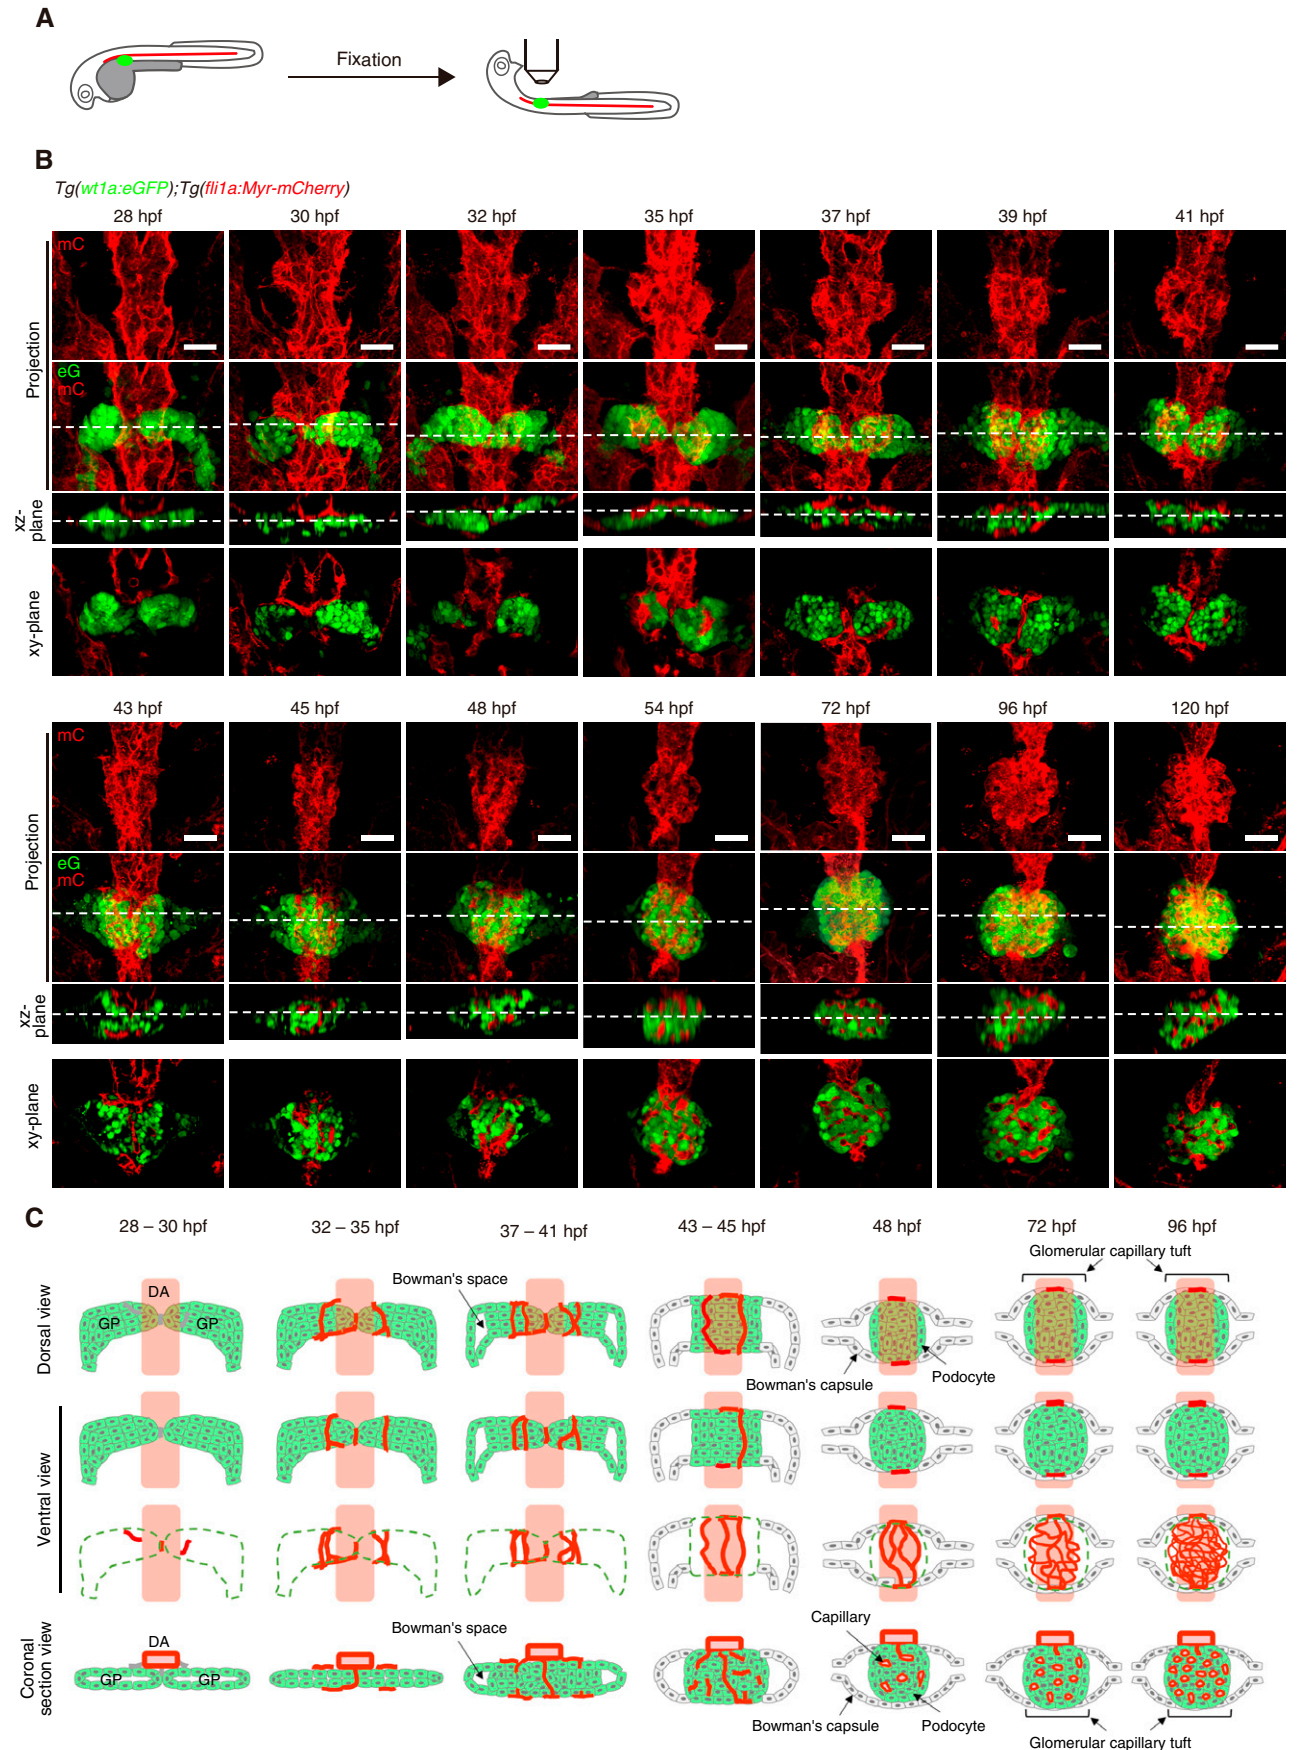 A
Fixation
B
Tg(wt1a:eGFP);Tg(fli1a:Myr-mCherry)
28 hpf
30 hpf
32 hpf
35 hpf
37 hpf
39 hpf
41 hpf
mC
Projection
eG
mC
xz-
plane
xy-plane
43 hpf
45 hpf
48 hpf
54 hpf
72 hpf
96 hpf
120 hpf
mC
Projection
eG
mC
xz-
plane
xy-plane
C
28 – 30 hpf
32 – 35 hpf
37 – 41 hpf
43 – 45 hpf
48 hpf
72 hpf
96 hpf
Glomerular capillary tuft
Dorsal view
DA
GP
GP
Bowman's space
Bowman's capsule
Podocyte
Ventral view
Coronal
section view
DA
GP
GP
Bowman's space
Capillary
Bowman's capsule
Podocyte
Glomerular capillary tuft